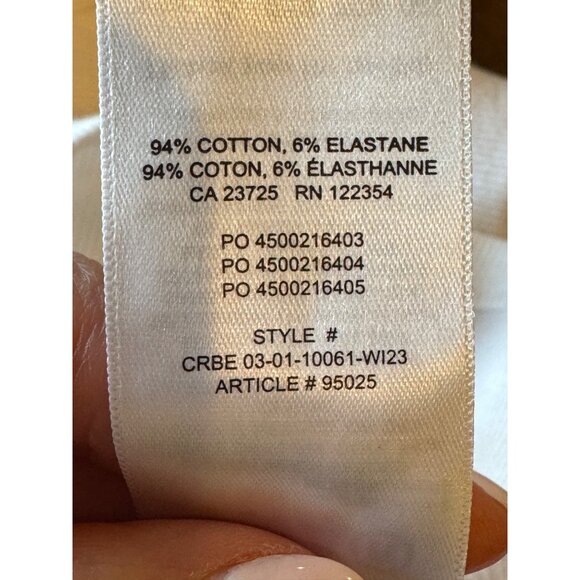 94% COTTON, 6% ELASTANE
94% COTON, 6% ÉLASTHANNE
CA 23725 RN 122354
PO 4500216403
PO 4500216404
PO 4500216405
STYLE #
CRBE 03-01-10061-WI23
ARTICLE # 95025